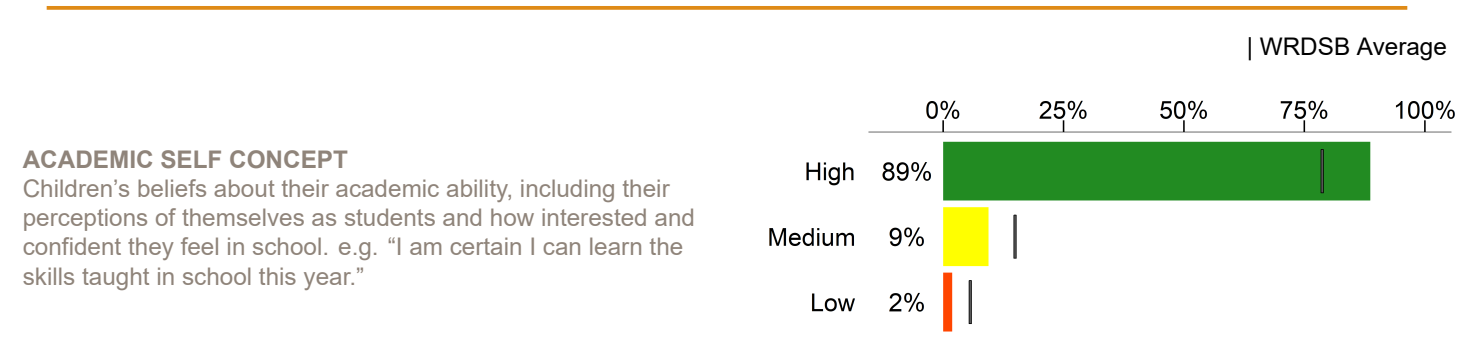 | WRDSB Average
0% 25% 50% 75% 100%
ACADEMIC SELF CONCEPT
Children’s beliefs about their academic ability, including their
perceptions of themselves as students and how interested and
confident they feel in school. e.g. “I am certain I can learn the
skills taught in school this year.”
High 89%
Medium 9%
Low 2%